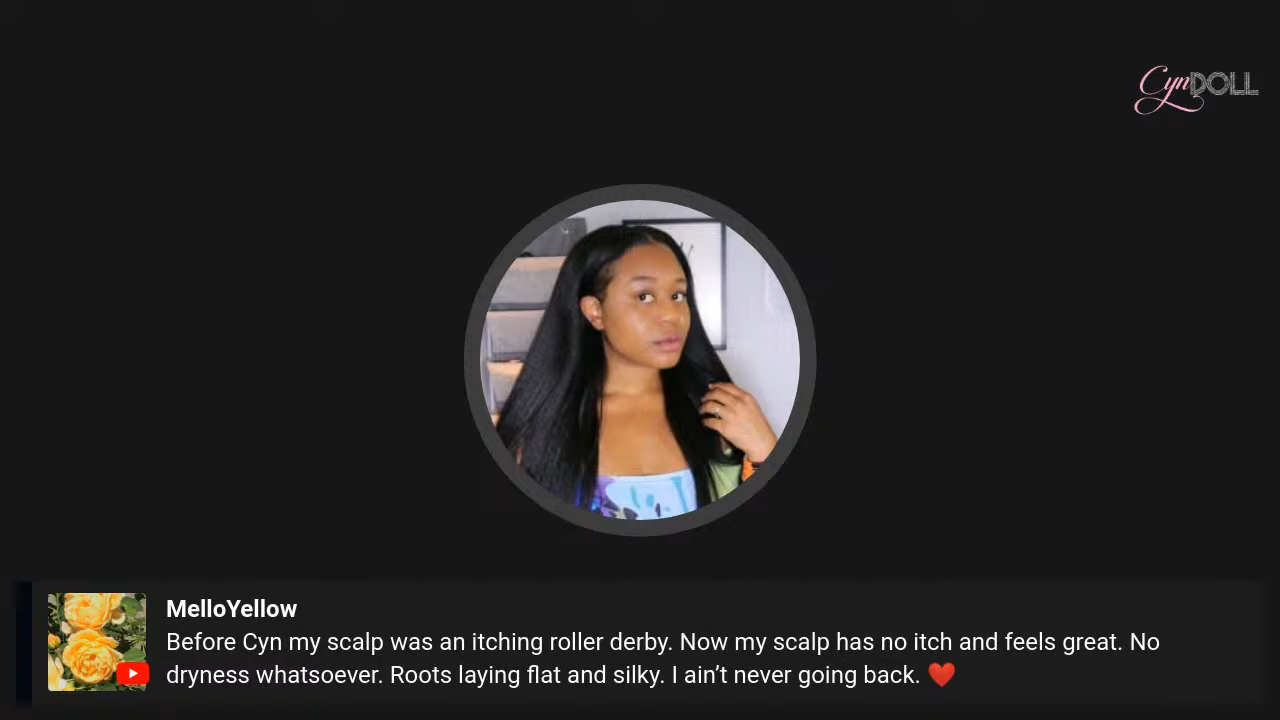 CynDOLL
MelloYellow
Before Cyn my scalp was an itching roller derby. Now my scalp has no itch and feels great. No
dryness whatsoever. Roots laying flat and silky. I ain’t never going back. ❤️